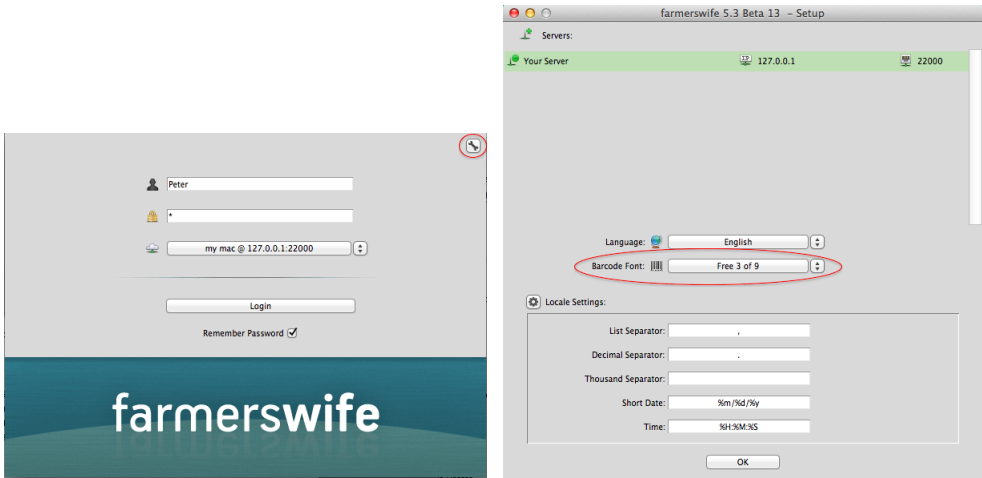 Peter
*
my mac @ 127.0.0.1:22000
Login
Remember Password
farmerswife
farmerswife 5.3 Beta 13 - Setup
Servers:
Your Server 127.0.0.1 22000
Language: English
Barcode Font: Free 3 of 9
Locale Settings:
List Separator: ,
Decimal Separator: .
Thousand Separator:
Short Date: %m/%d/%y
Time: %H:%M:%S
OK